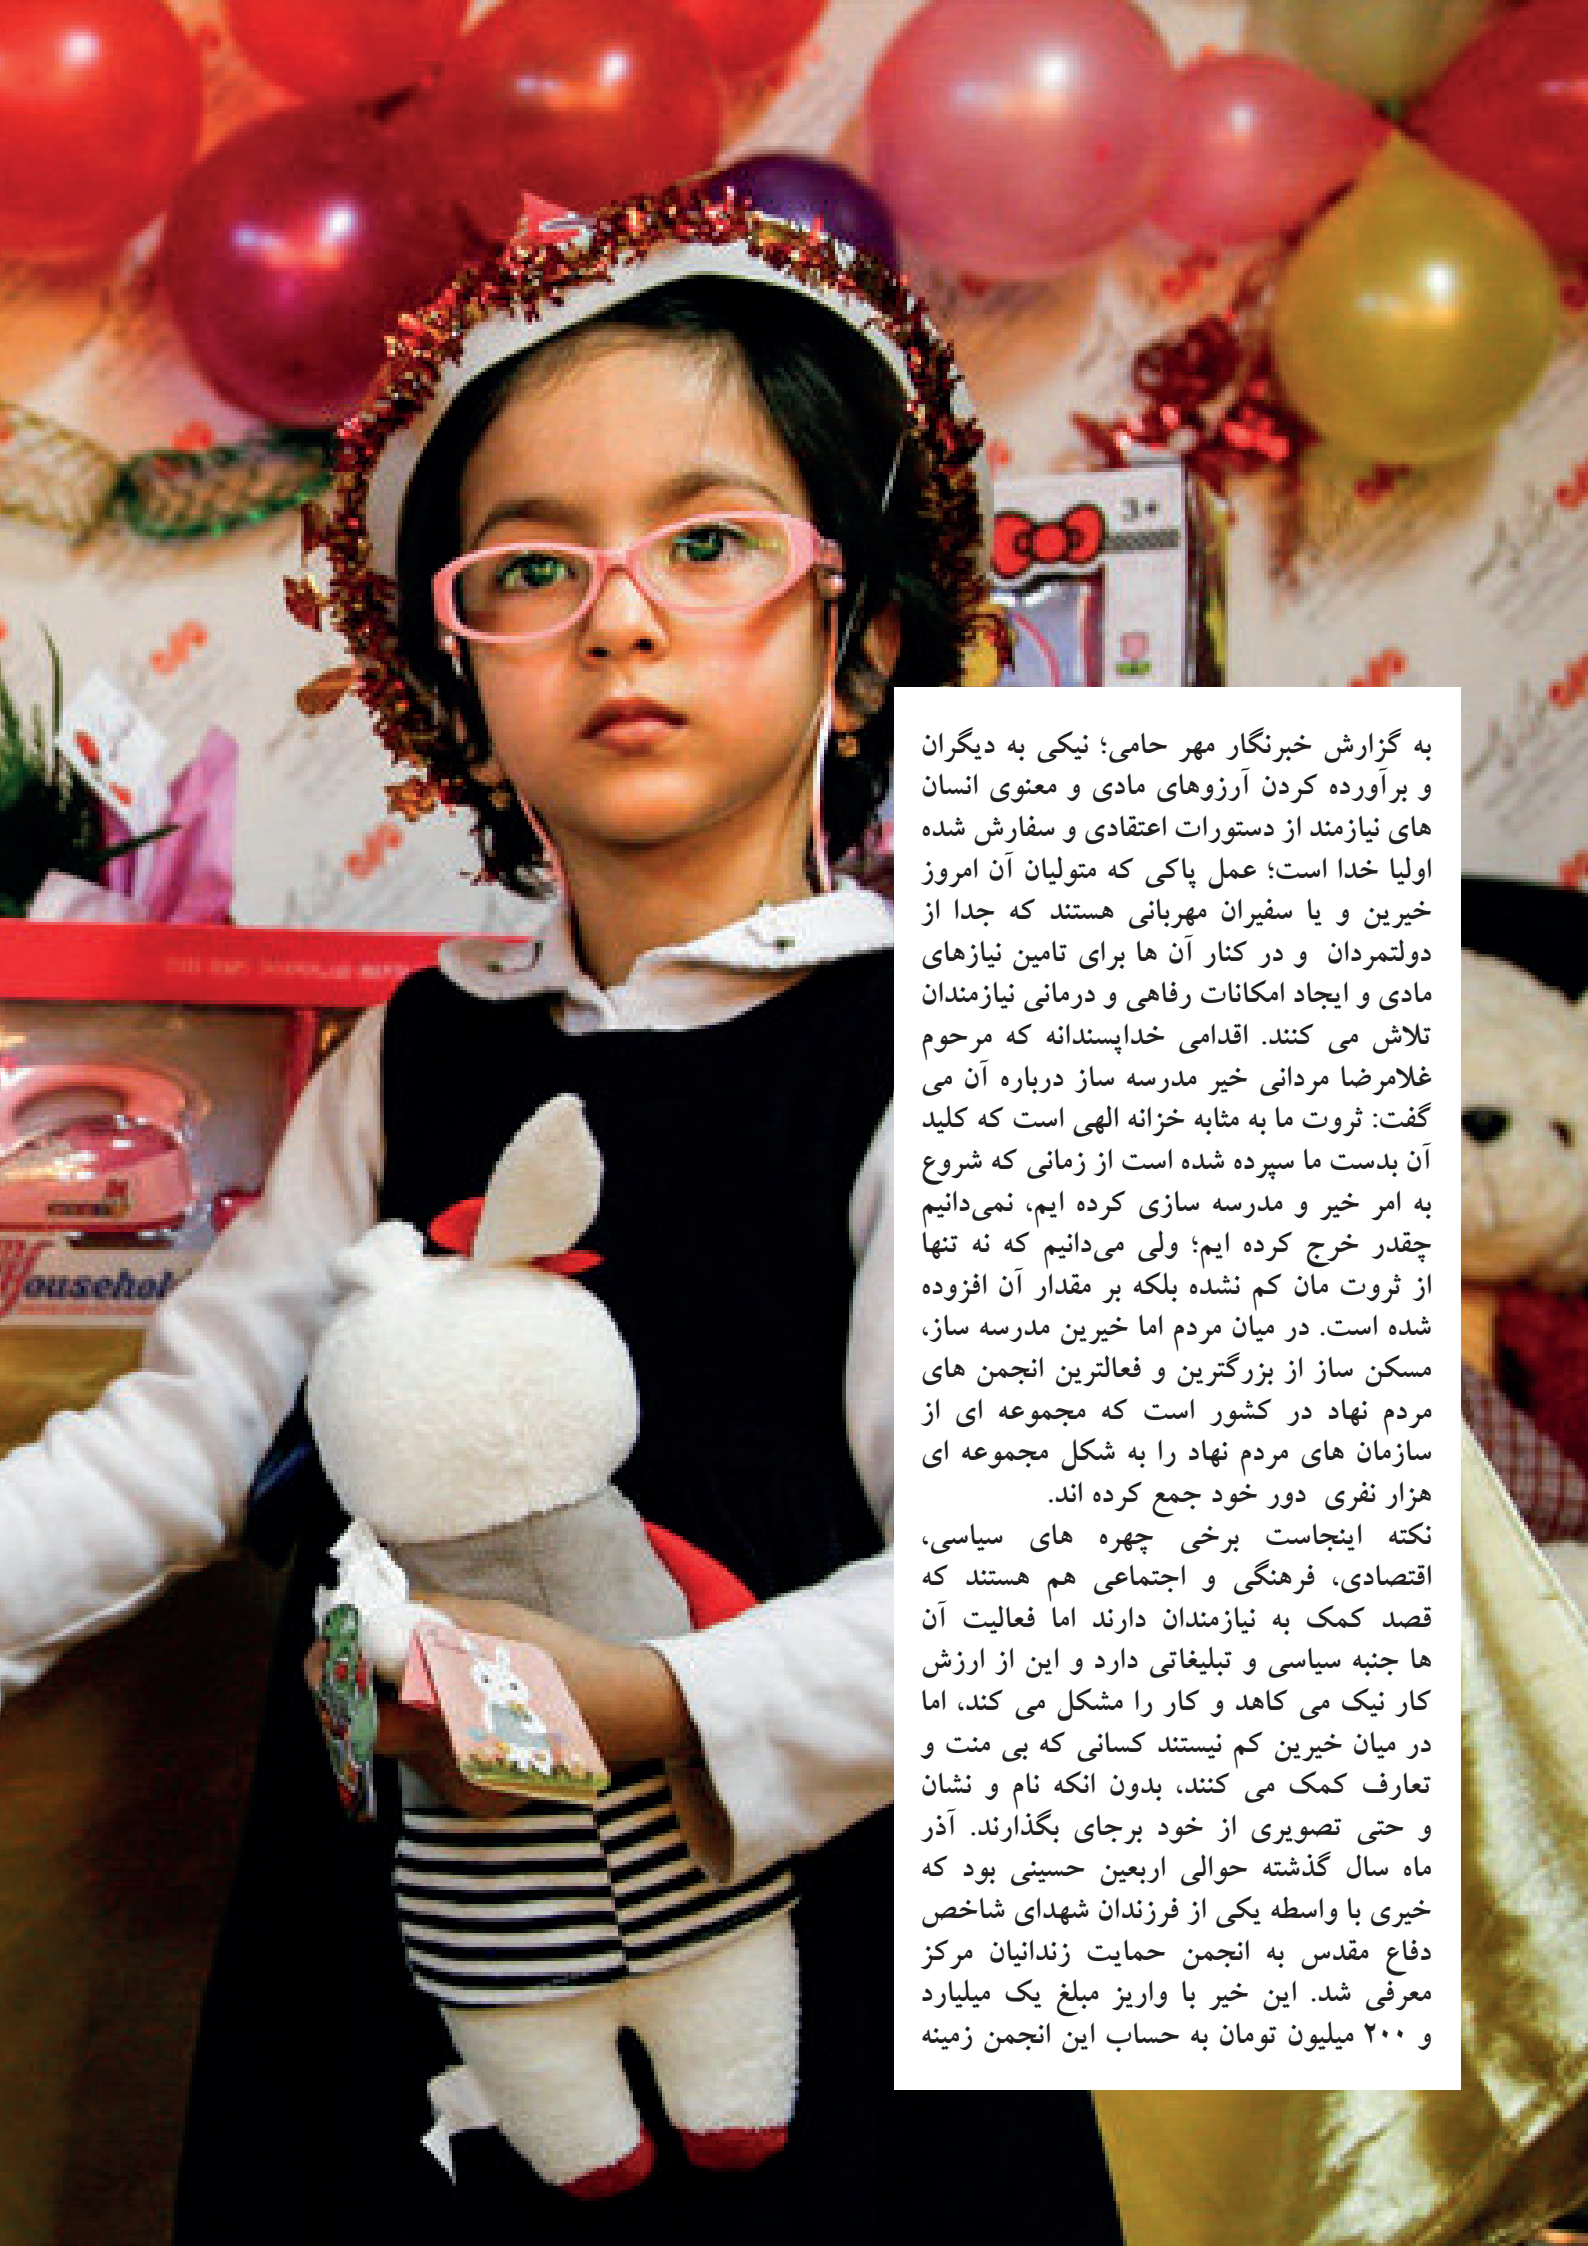 3+
Household
به گزارش خبرنگار مهر حامی؛ نیکی به دیگران
و برآورده کردن آرزوهای مادی و معنوی انسان
های نیازمند از دستورات اعتقادی و سفارش شده
اولیا خدا است؛ عمل پاکی که متولیان آن امروز
خیرین و یا سفیران مهربانی هستند که جدا از
دولتمردان و در کنار آن ها برای تامین نیازهای
مادی و ایجاد امکانات رفاهی و درمانی نیازمندان
تلاش می کنند. اقدامی خداپسندانه که مرحوم
غلامرضا مردانی خیر مدرسه ساز درباره آن می
گفت: ثروت ما به مثابه خزانه الهی است که کلید
آن بدست ما سپرده شده است از زمانی که شروع
به امر خیر و مدرسه سازی کرده ایم، نمی‌دانیم
چقدر خرج کرده ایم؛ ولی می‌دانیم که نه تنها
از ثروت مان کم نشده بلکه بر مقدار آن افزوده
شده است. در میان مردم اما خیرین مدرسه ساز،
مسکن ساز از بزرگترین و فعالترین انجمن های
مردم نهاد در کشور است که مجموعه ای از
سازمان های مردم نهاد را به شکل مجموعه ای
هزار نفری دور خود جمع کرده اند.
نکته اینجاست برخی چهره های سیاسی،
اقتصادی، فرهنگی و اجتماعی هم هستند که
قصد کمک به نیازمندان دارند اما فعالیت آن
ها جنبه سیاسی و تبلیغاتی دارد و این از ارزش
کار نیک می کاهد و کار را مشکل می کند، اما
در میان خیرین کم نیستند کسانی که بی منت و
تعارف کمک می کنند، بدون انکه نام و نشان
و حتی تصویری از خود برجای بگذارند. آذر
ماه سال گذشته حوالی اربعین حسینی بود که
خیری با واسطه یکی از فرزندان شهدای شاخص
دفاع مقدس به انجمن حمایت زندانیان مرکز
معرفی شد. این خیر با واریز مبلغ یک میلیارد
و ۲۰۰ میلیون تومان به حساب این انجمن زمینه